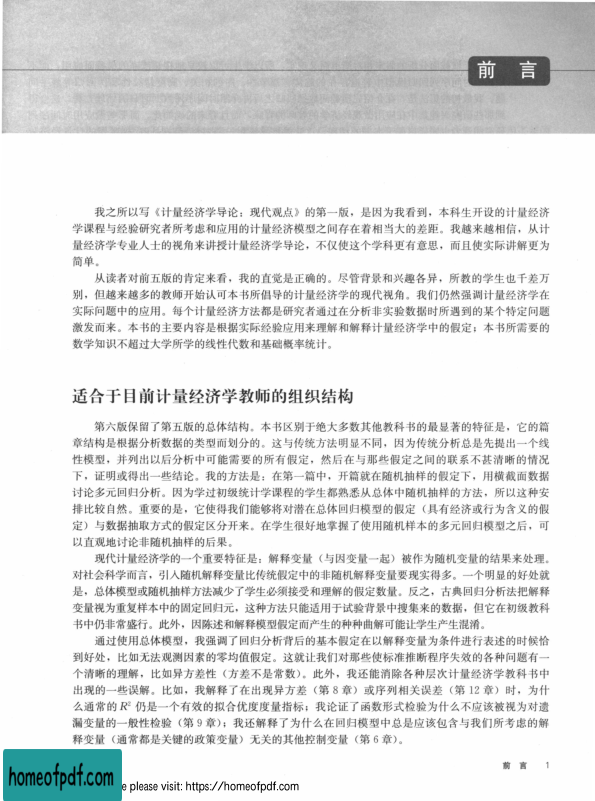 前 言
我之所以写《计量经济学导论：现代观点》的第一版，是因为我看到，本科生开设的计量经济
学课程与经验研究者所考虑和应用的计量经济模型之间存在着相当大的差距。我越来越相信，从计
量经济学专业人士的视角来讲授计量经济学导论，不仅使这个学科更有意思，而且使实际讲解更为
简单。
从读者对前五版的肯定来看，我的直觉是正确的。尽管背景和兴趣各异，所教的学生也千差万
别，但越来越多的教师开始认可本书所倡导的计量经济学的现代视角。我们仍然强调计量经济学在
实际问题中的应用。每个计量经济方法都是研究者通过在分析非实验数据时所遇到的某个特定问题
激发而来。本书的主要内容是根据实际经验应用来理解和解释计量经济学中的假定：本书所需要的
数学知识不超过大学所学的线性代数和基础概率统计。
适合于目前计量经济学教师的组织结构
第六版保留了第五版的总体结构。本书区别于绝大多数其他教科书的最显著的特征是，它的篇
章结构是根据分析数据的类型而划分的。这与传统方法明显不同，因为传统分析总是先提出一个线
性模型，并列出以后分析中可能需要的所有假定，然后在与那些假定之间的联系不甚清晰的情况
下，证明或得出一些结论。我的方法是：在第一篇中，开篇就在随机抽样的假定下，用横截面数据
讨论多元回归分析。因为学过初级统计学课程的学生都熟悉从总体中随机抽样的方法，所以这种安
排比较自然。重要的是，它使得我们能够将对潜在总体回归模型的假定（具有经济或行为含义的假
定）与数据抽取方式的假定区分开来。在学生很好地掌握了使用随机样本的多元回归模型之后，可
以直观地讨论非随机抽样的后果。
现代计量经济学的一个重要特征是：解释变量（与因变量一起）被作为随机变量的结果来处理。
对社会科学而言，引入随机解释变量比传统假定中的非随机解释变量要现实得多。一个明显的好处就
是，总体模型或随机抽样方法减少了学生必须接受和理解的假定数量。反之，古典回归分析法把解释
变量视为重复样本中的固定回归元，这种方法只能适用于试验背景中搜集来的数据，但它在初级教科
书中仍非常盛行。此外，因陈述和解释模型假定而产生的种种曲解可能让学生产生混淆。
通过使用总体模型，我强调了回归分析背后的基本假定在以解释变量为条件进行表述的时候恰
到好处，比如无法观测因素的零均值假定。这就让我们对那些使标准推断程序失效的各种问题有一
个清晰的理解，比如异方差性（方差不是常数）。此外，我还能消除各种层次计量经济学教科书中
出现的一些误解。比如，我解释了在出现异方差（第 8 章）或序列相关误差（第 12 章）时，为什
么通常的 R² 仍是一个有效的拟合优度度量指标；我论证了函数形式检验为什么不应该被视为对遗
漏变量的一般性检验（第 9 章）；我还解释了为什么在回归模型中总是应该包含与我们所考虑的解
释变量（通常都是关键的政策变量）无关的其他控制变量（第 6 章）。
前 言 1
homeofpdf.com
e please visit: https://homeofpdf.com